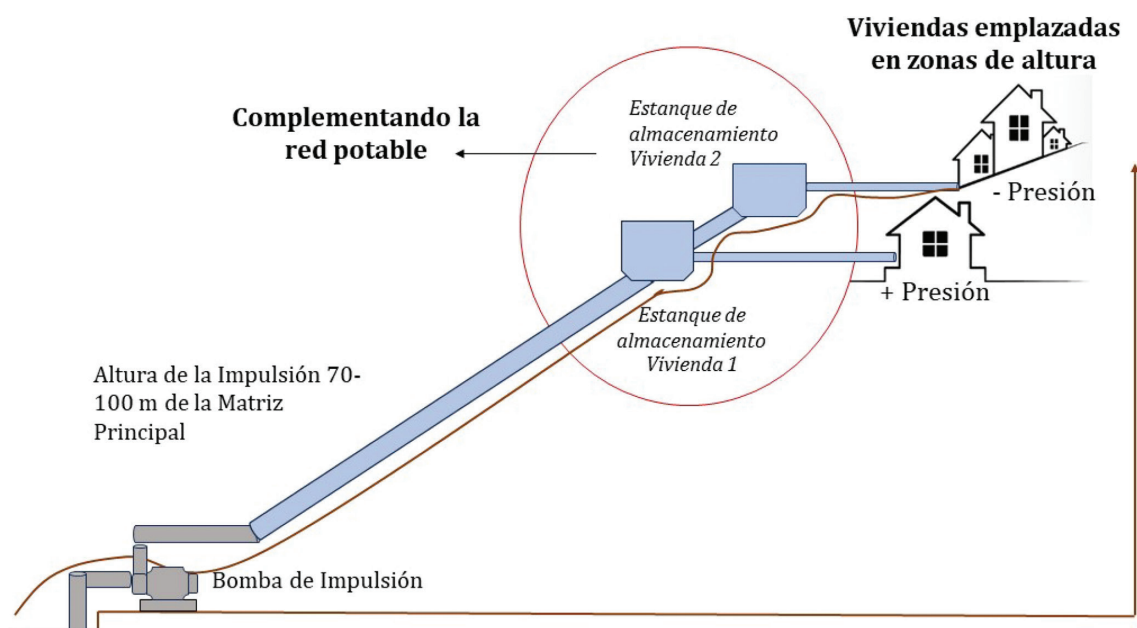 Viviendas emplazadas
en zonas de altura
Complementando la
red potable
Estanque de
almacenamiento
Vivienda 2
- Presión
+ Presión
Estanque de
almacenamiento
Vivienda 1
Altura de la Impulsión 70-
100 m de la Matriz
Principal
Bomba de Impulsión